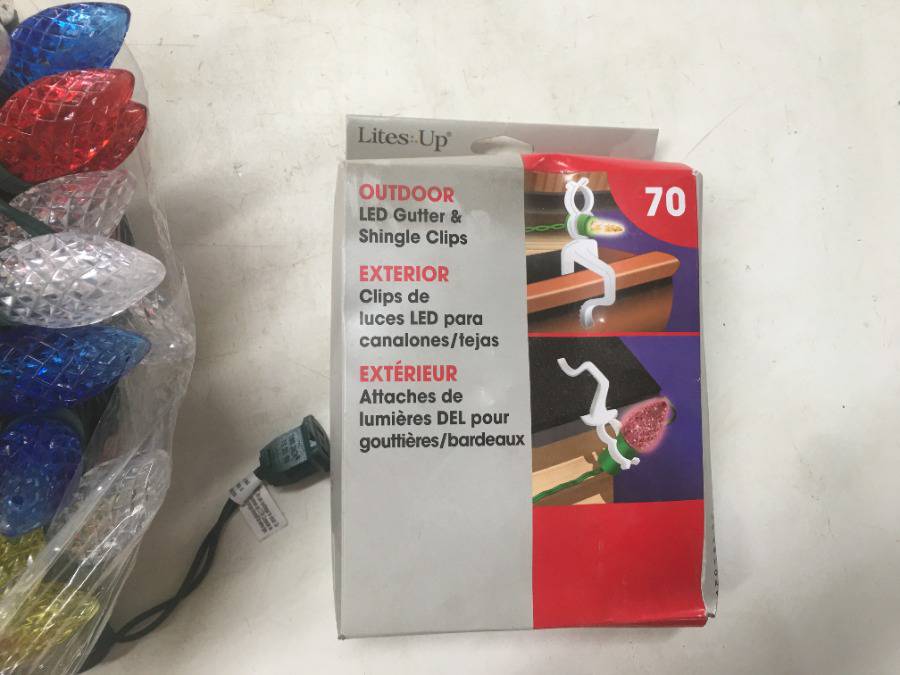 Lites Up®
70
OUTDOOR
LED Gutter &
Shingle Clips
EXTERIOR
Clips de
luces LED para
canalones/tejas
EXTÉRIEUR
Attaches de
lumières DEL pour
gouttières/bardeaux